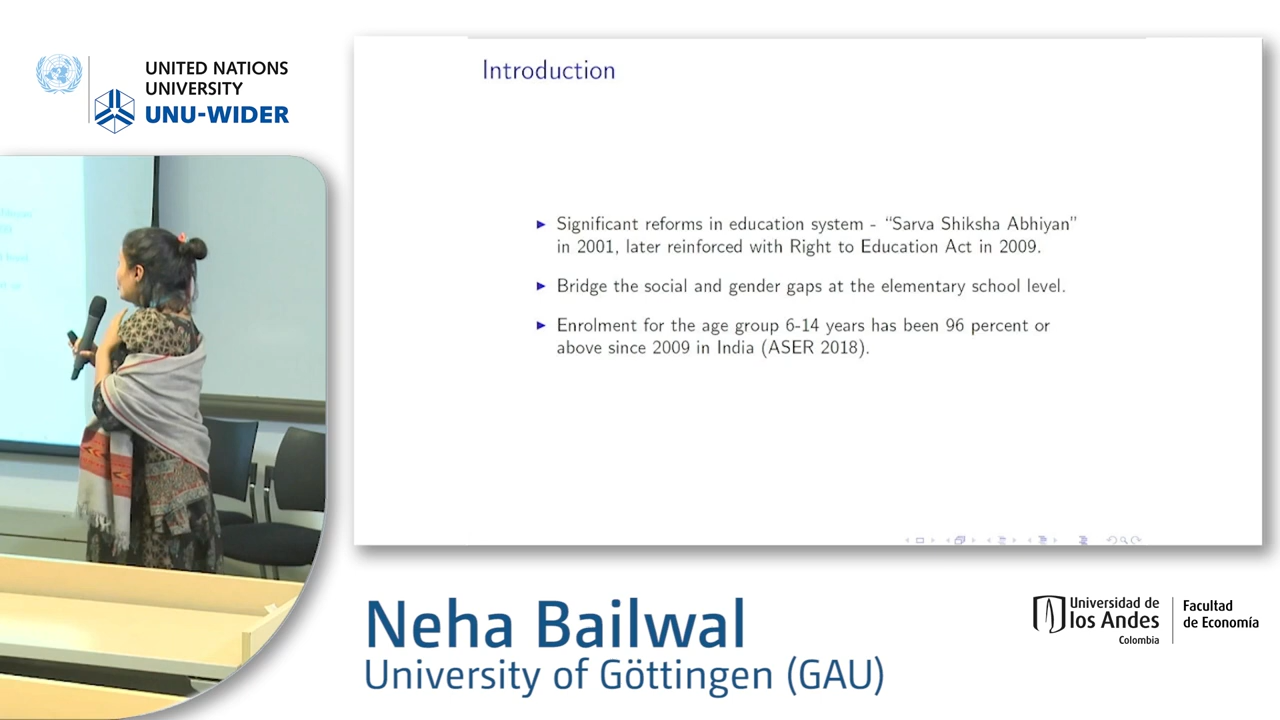 UNITED NATIONS
UNIVERSITY
UNU-WIDER
Introduction
► Significant reforms in education system - “Sarva Shiksha Abhiyan”
in 2001, later reinforced with Right to Education Act in 2009.
► Bridge the social and gender gaps at the elementary school level.
► Enrolment for the age group 6-14 years has been 96 percent or
above since 2009 in India (ASER 2018).
Neha Bailwal
University of Göttingen (GAU)
Universidad de
los Andes
Colombia
Facultad
de Economía